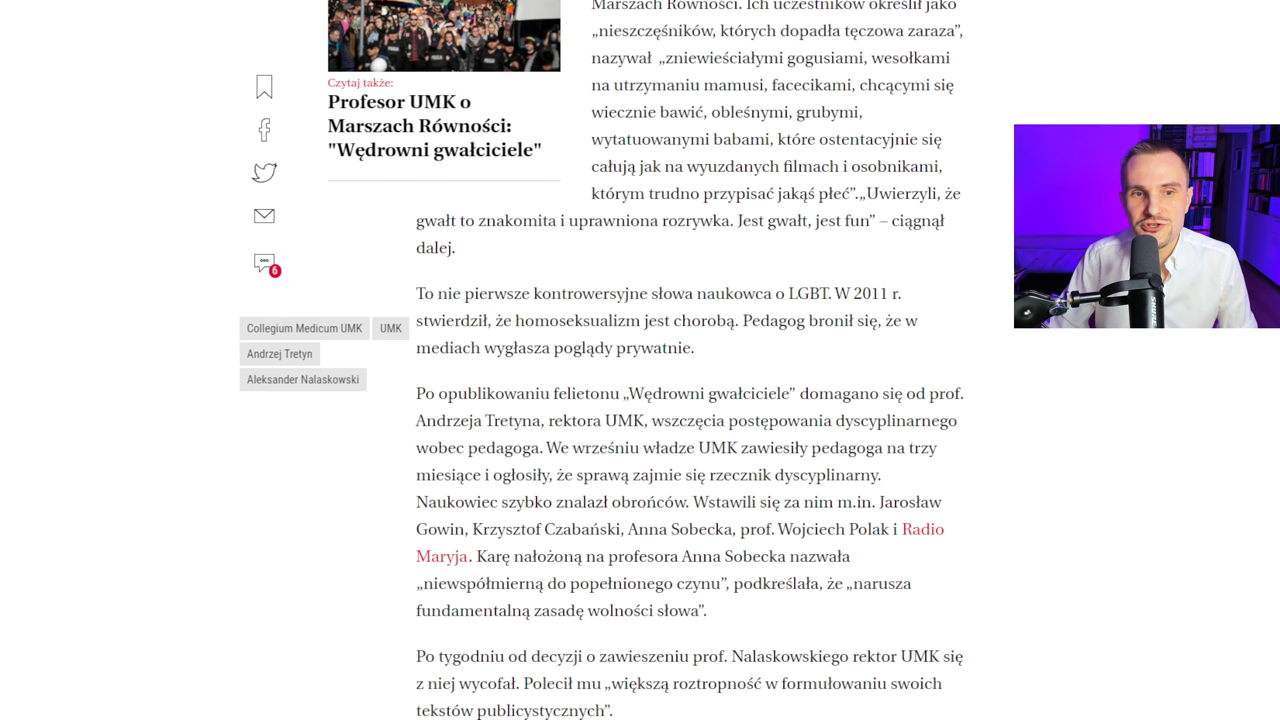 Marszach Równości. Ich uczestników określił jako
„nieszczęśników, których dopadła tęczowa zaraza”,
nazywał „zniewieściałymi gogusiami, wesołkami
na utrzymaniu mamusi, facecikami, chcącymi się
wiecznie bawić, obleśnymi, grubymi,
wytatuowanymi babami, które ostentacyjnie się
całują jak na wyuzdanych filmach i osobnikami,
którym trudno przypisać jakąś płeć”.„Uwierzyli, że
gwałt to znakomita i uprawniona rozrywka. Jest gwałt, jest fun” – ciągnął
dalej.
Czytaj także:
Profesor UMK o
Marszach Równości:
"Wędrowni gwałciciele"
6
Collegium Medicum UMK
UMK
Andrzej Tretyn
Aleksander Nalaskowski
To nie pierwsze kontrowersyjne słowa naukowca o LGBT. W 2011 r.
stwierdził, że homoseksualizm jest chorobą. Pedagog bronił się, że w
mediach wygłasza poglądy prywatnie.
Po opublikowaniu felietonu „Wędrowni gwałciciele” domagano się od prof.
Andrzeja Tretyna, rektora UMK, wszczęcia postępowania dyscyplinarnego
wobec pedagoga. We wrześniu władze UMK zawiesiły pedagoga na trzy
miesiące i ogłosiły, że sprawą zajmie się rzecznik dyscyplinarny.
Naukowiec szybko znalazł obrońców. Wstawili się za nim m.in. Jarosław
Gowin, Krzysztof Czabański, Anna Sobecka, prof. Wojciech Polak i Radio
Maryja. Karę nałożoną na profesora Anna Sobecka nazwała
„niewspółmierną do popełnionego czynu”, podkreślała, że „narusza
fundamentalną zasadę wolności słowa”.
Po tygodniu od decyzji o zawieszeniu prof. Nalaskowskiego rektor UMK się
z niej wycofał. Polecił mu „większą roztropność w formułowaniu swoich
tekstów publicystycznych”.